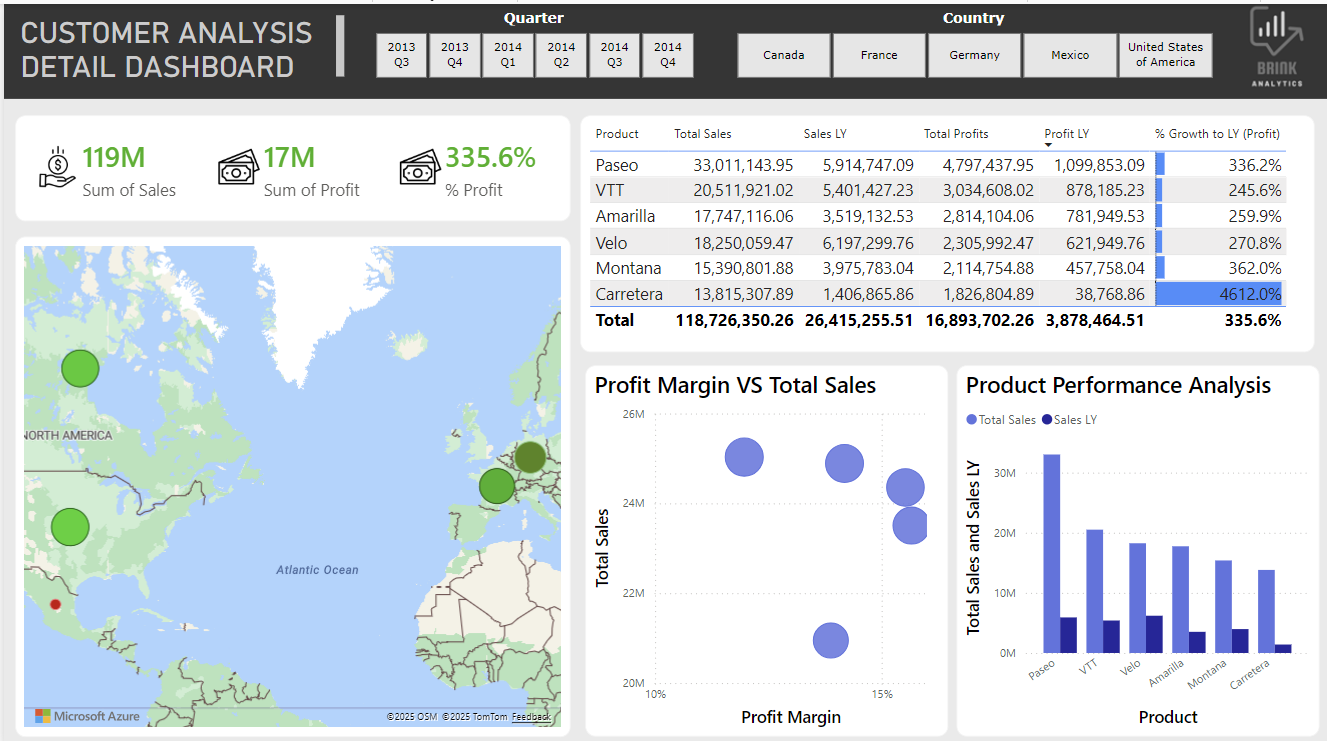 CUSTOMER ANALYSIS
DETAIL DASHBOARD
Quarter
2013 Q3
2013 Q4
2014 Q1
2014 Q2
2014 Q3
2014 Q4
Country
Canada
France
Germany
Mexico
United States of America
BRINK
ANALYTICS
119M
Sum of Sales
17M
Sum of Profit
335.6%
% Profit
Product Total Sales Sales LY Total Profits Profit LY % Growth to LY (Profit)
Paseo 33,011,143.95 5,914,747.09 4,797,437.95 1,099,853.09 336.2%
VTT 20,511,921.02 5,401,427.23 3,034,608.02 878,185.23 245.6%
Amarilla 17,747,116.06 3,519,132.53 2,814,104.06 781,949.53 259.9%
Velo 18,250,059.47 6,197,299.76 2,305,992.47 621,949.76 270.8%
Montana 15,390,801.88 3,975,783.04 2,114,754.88 457,758.04 362.0%
Carretera 13,815,307.89 1,406,865.86 1,826,804.89 38,768.86 4612.0%
Total 118,726,350.26 26,415,255.51 16,893,702.26 3,878,464.51 335.6%
NORTH AMERICA
Atlantic Ocean
Microsoft Azure
©2025 OSM ©2025 TomTom Feedback
Profit Margin VS Total Sales
Total Sales
26M
24M
22M
20M
10%
15%
Profit Margin
Product Performance Analysis
Total Sales Sales LY
Total Sales and Sales LY
30M
20M
10M
0M
Paseo
VTT
Velo
Amarilla
Montana
Carretera
Product